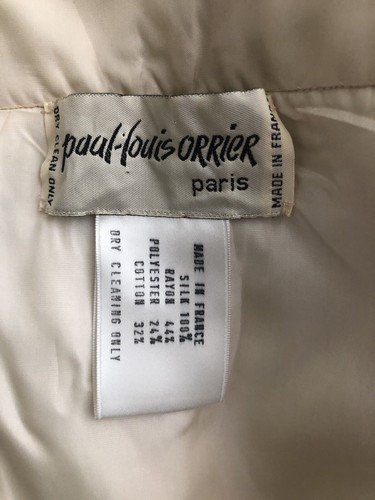 DRY CLEAN ONLY
paul-louis ORRIER
paris
MADE IN FRAN
MADE IN FRANCE
SILK 100%
RAYON 44%
POLYESTER 24%
COTTON 32%
DRY CLEANING ONLY